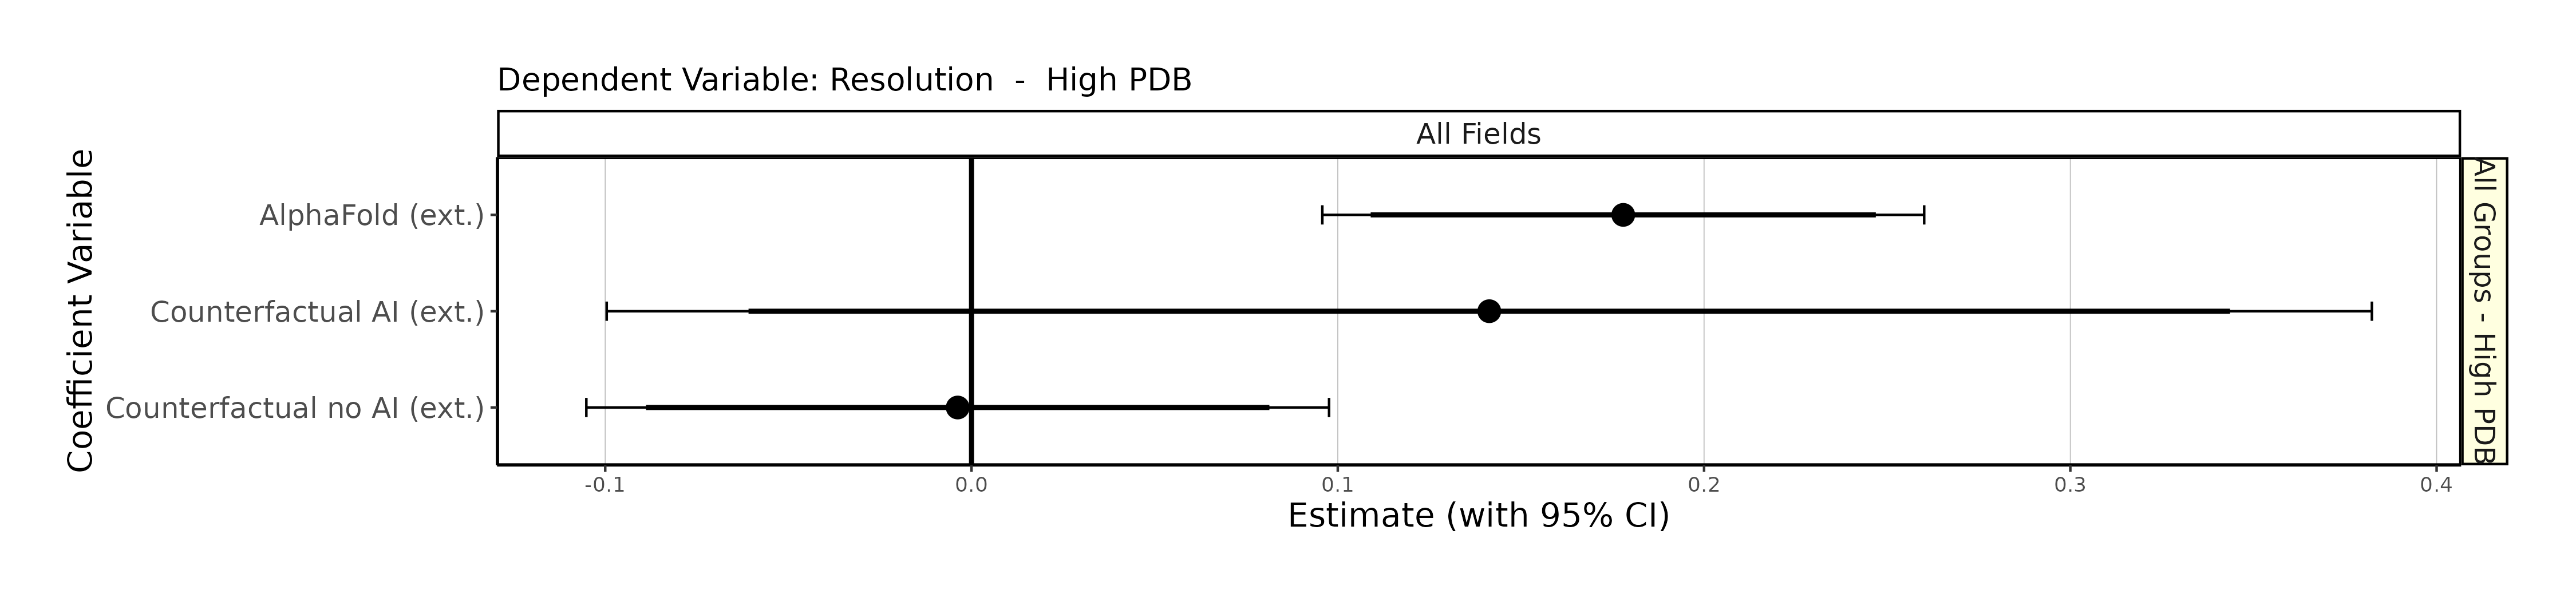 Dependent Variable: Resolution - High PDB
All Fields
Coefficient Variable
AlphaFold (ext.)
Counterfactual AI (ext.)
Counterfactual no AI (ext.)
All Groups - High PDB
-0.1 0.0 0.1 0.2 0.3 0.4
Estimate (with 95% CI)